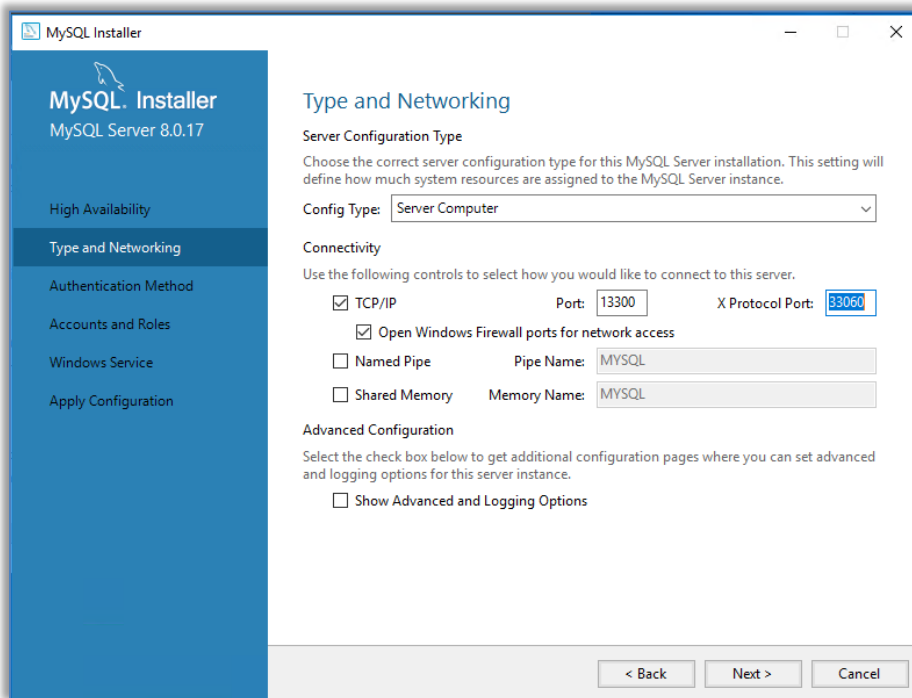 MySQL Installer
MySQL. Installer
MySQL Server 8.0.17
High Availability
Type and Networking
Authentication Method
Accounts and Roles
Windows Service
Apply Configuration
Type and Networking
Server Configuration Type
Choose the correct server configuration type for this MySQL Server installation. This setting will
define how much system resources are assigned to the MySQL Server instance.
Config Type: Server Computer
Connectivity
Use the following controls to select how you would like to connect to this server.
TCP/IP Port: 13300 X Protocol Port: 33060
Open Windows Firewall ports for network access
Named Pipe Pipe Name: MYSQL
Shared Memory Memory Name: MYSQL
Advanced Configuration
Select the check box below to get additional configuration pages where you can set advanced
and logging options for this server instance.
Show Advanced and Logging Options
< Back Next > Cancel